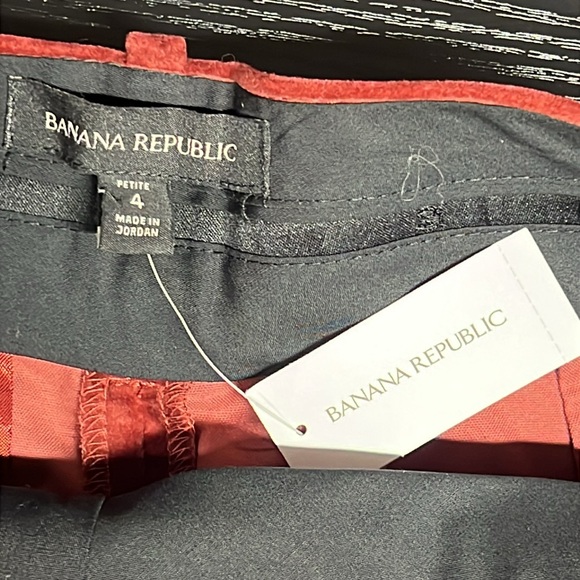 BANANA REPUBLIC
PETITE
4
MADE IN
JORDAN
BANANA REPUBLIC